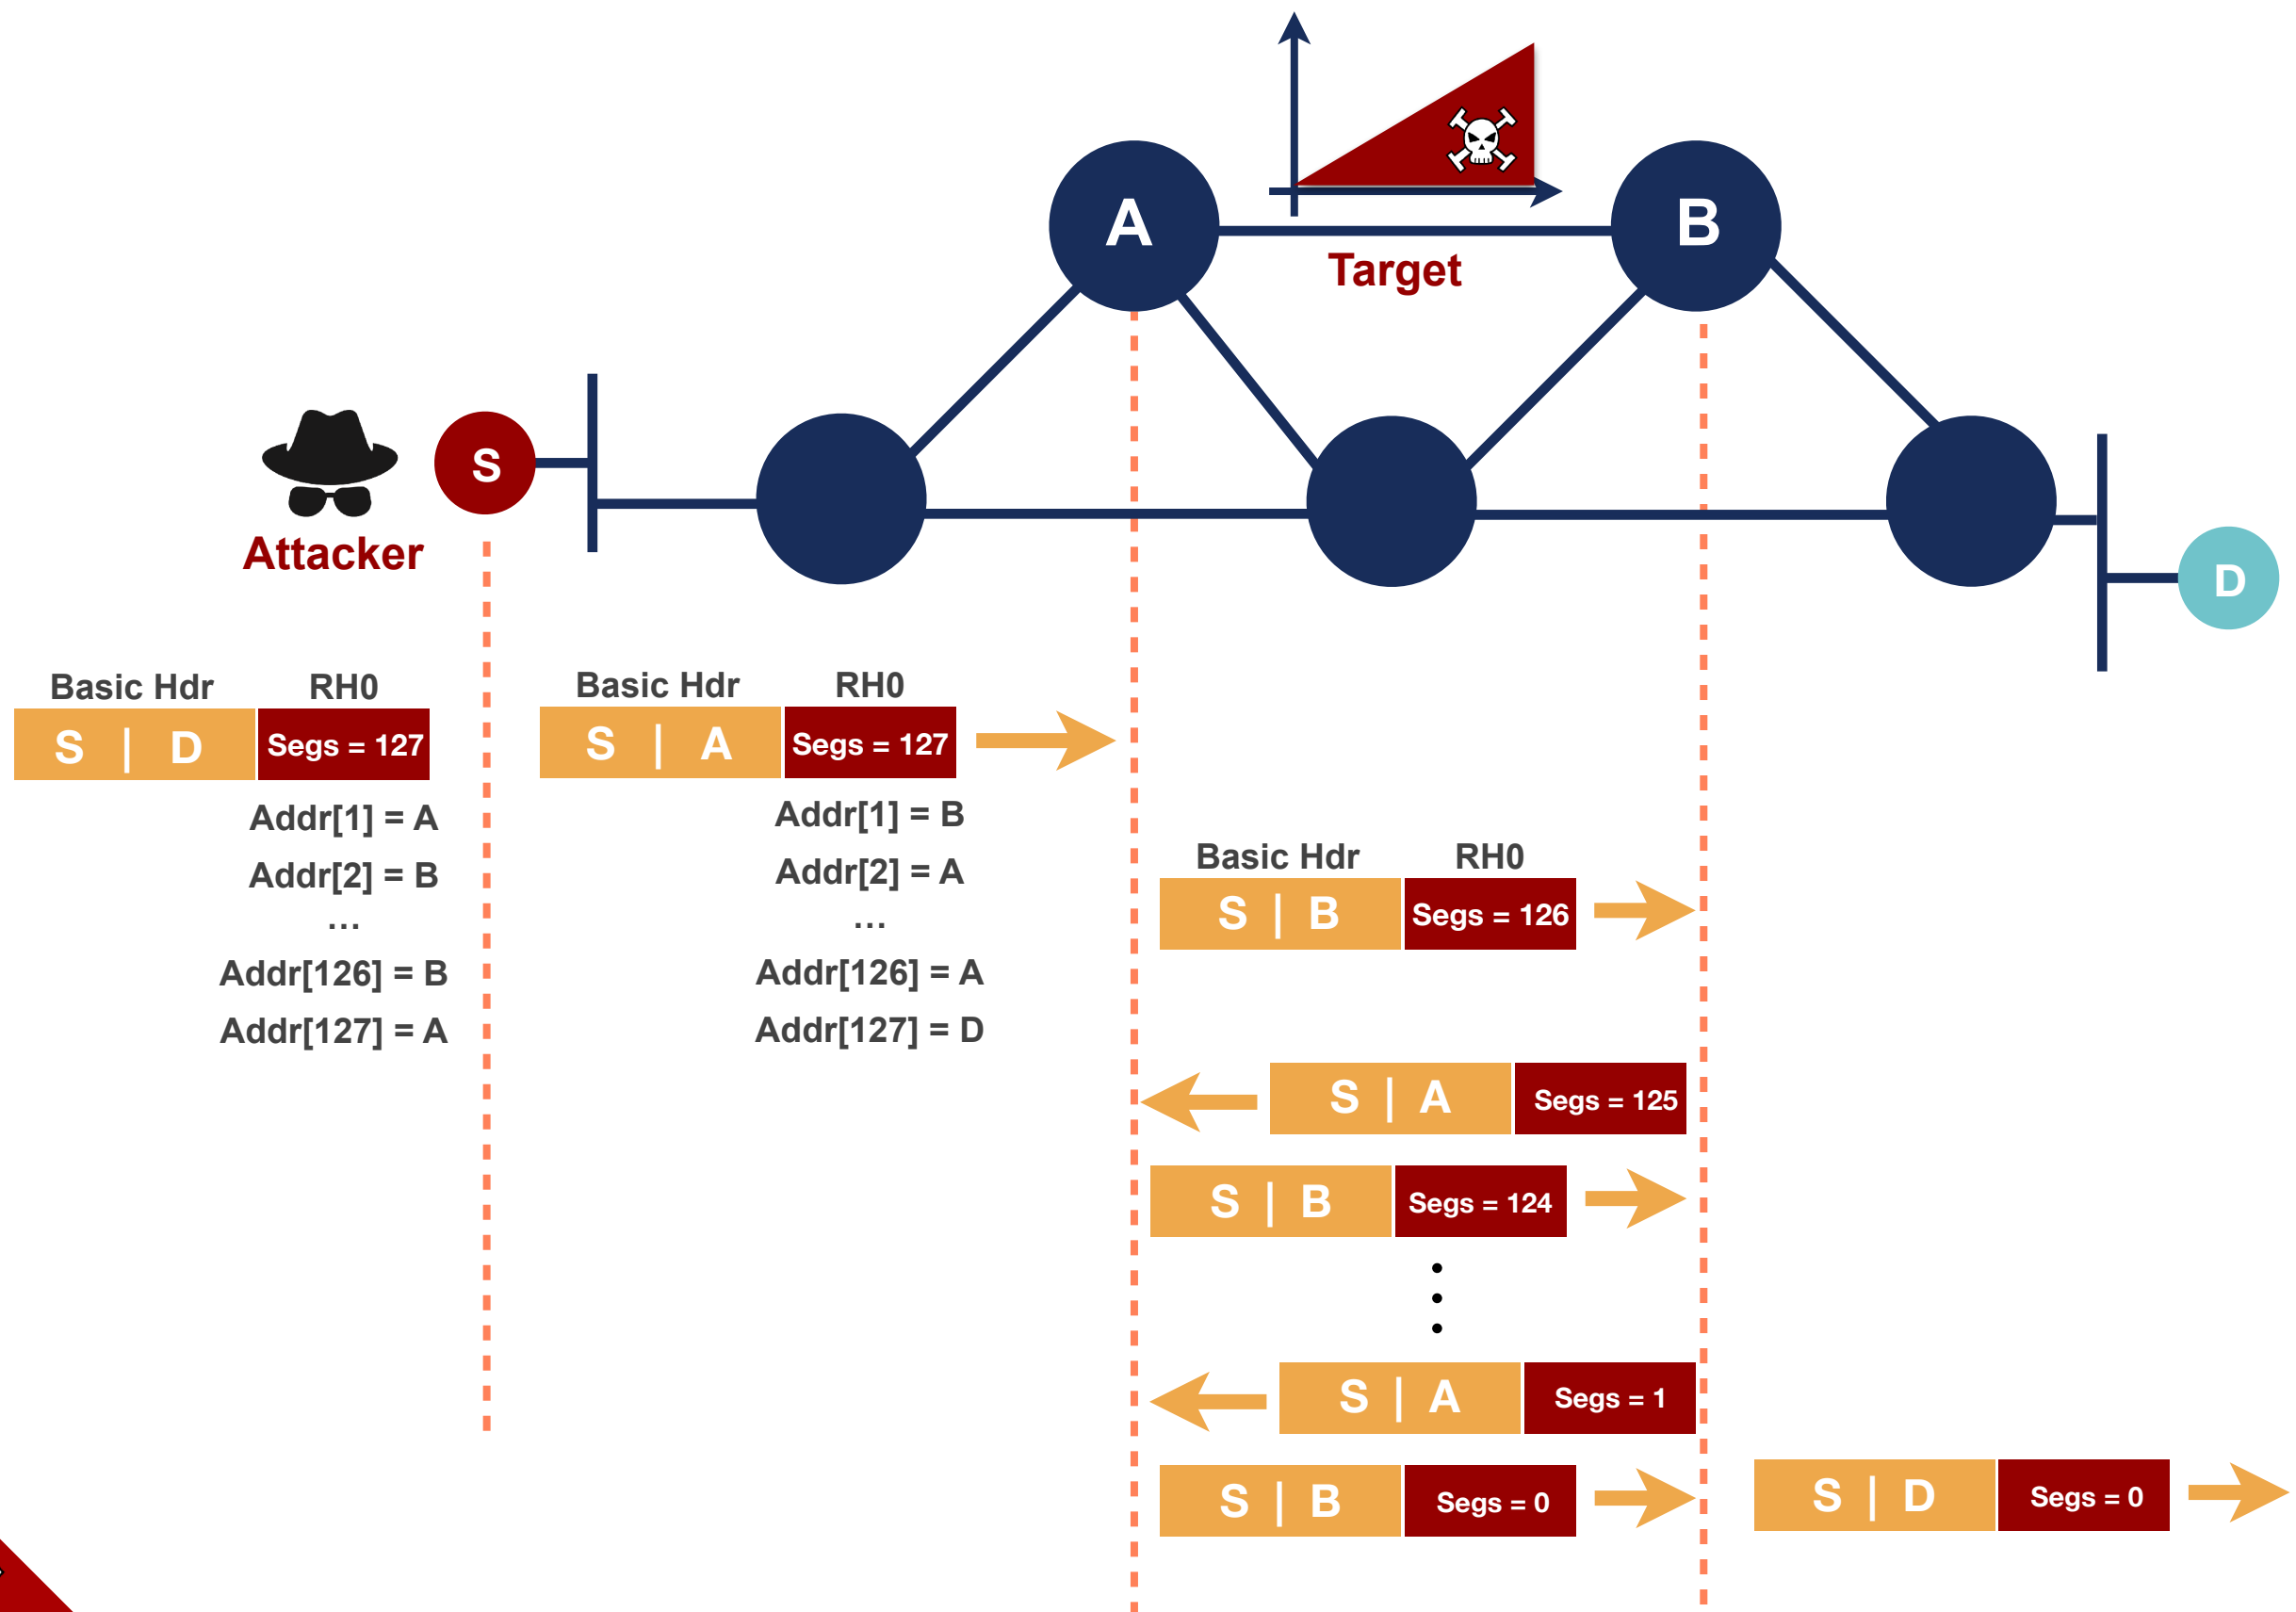 A
B
Target
S
Attacker
D
Basic Hdr RH0
S | D Segs = 127
Addr[1] = A
Addr[2] = B
...
Addr[126] = B
Addr[127] = A
Basic Hdr RH0
S | A Segs = 127
Addr[1] = B
Addr[2] = A
...
Addr[126] = A
Addr[127] = D
Basic Hdr RH0
S | B Segs = 126
S | A Segs = 125
S | B Segs = 124
S | A Segs = 1
S | B Segs = 0
S | D Segs = 0